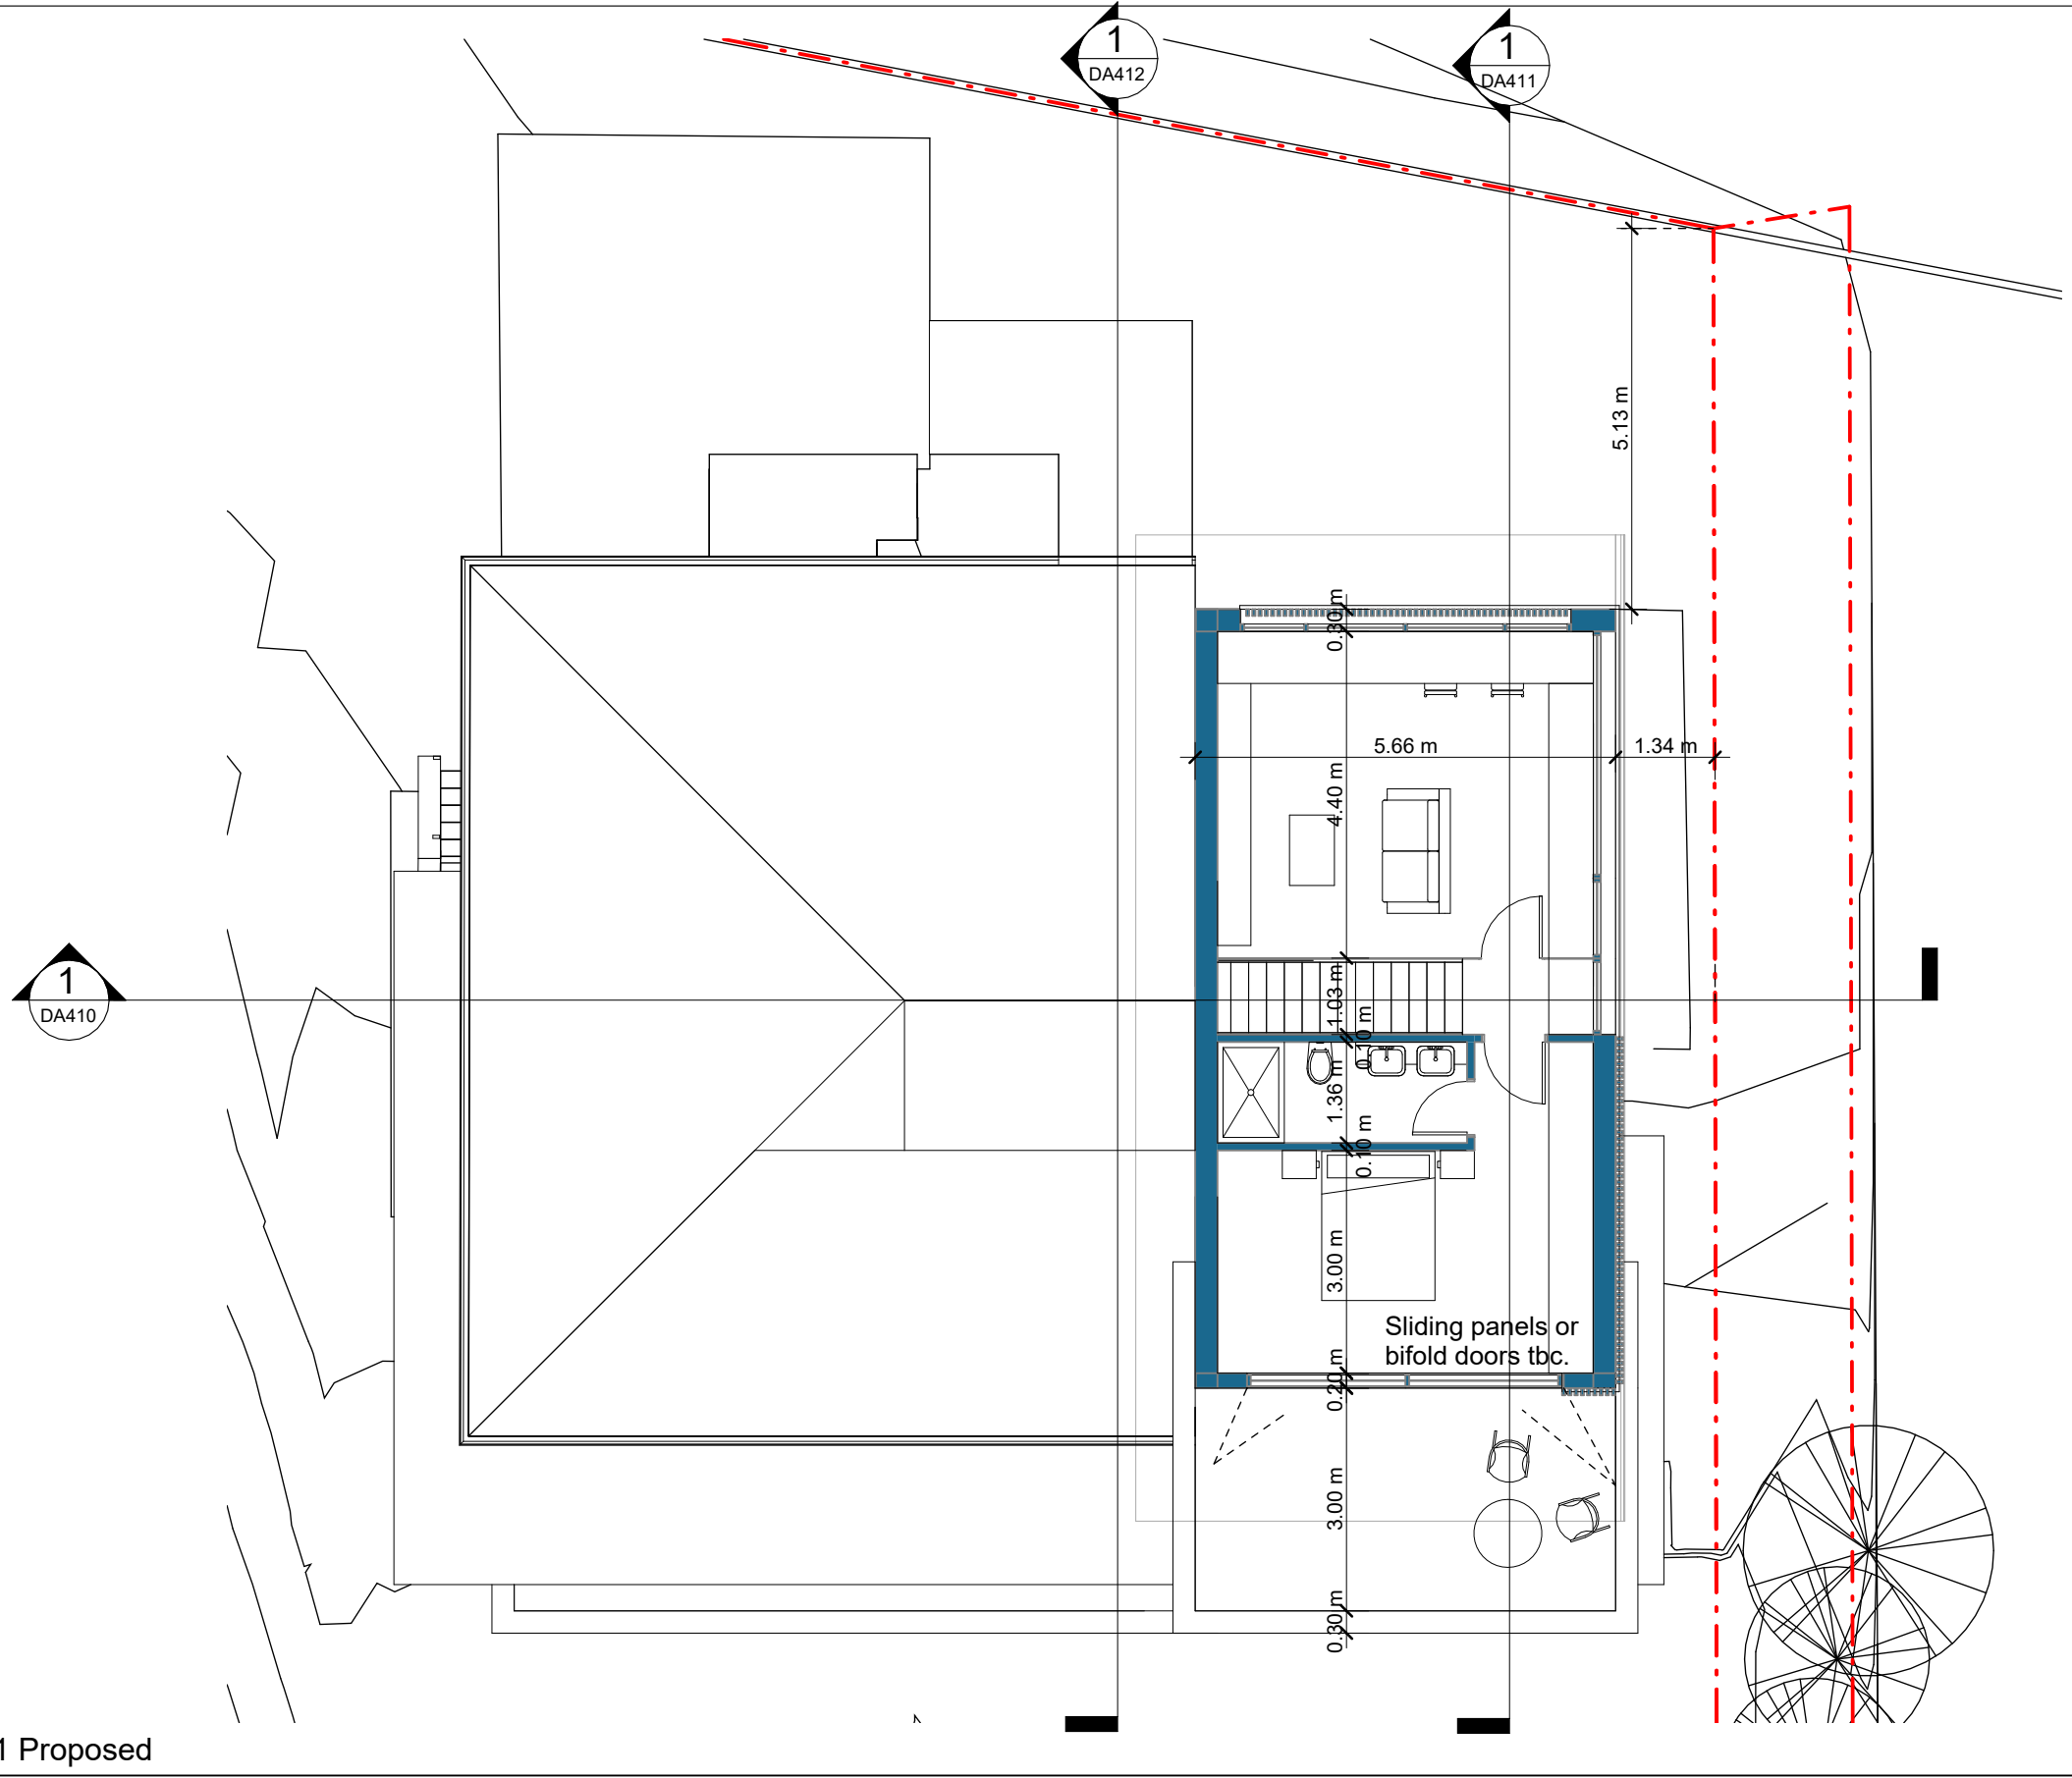 1
DA412
1
DA411
5.13 m
0.30 m
5.66 m
1.34 m
4.40 m
1
DA410
1.03 m
0.10 m
1.36 m
0.10 m
3.00 m
Sliding panels or
bifold doors tbc.
0.20 m
3.00 m
0.30 m
1 Proposed